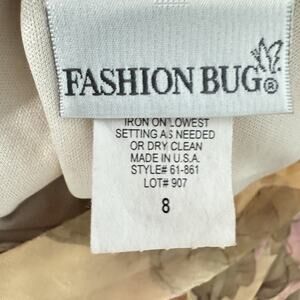 FASHION BUG®
IRON ON LOWEST
SETTING AS NEEDED
OR DRY CLEAN
MADE IN U.S.A.
STYLE# 61-861
LOT# 907
8